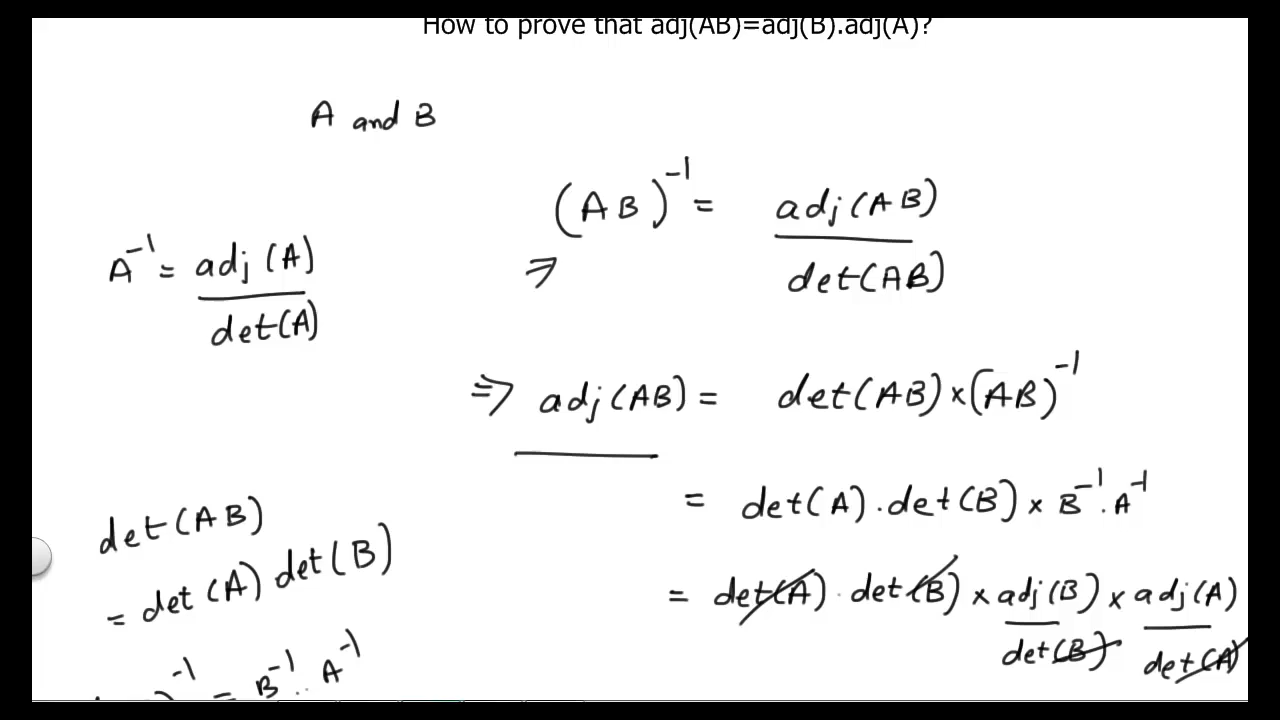 How to prove that adj(AB)=adj(B).adj(A)?
A and B
(AB)⁻¹ = adj(AB) / det(AB)
A⁻¹ = adj(A) / det(A)
⇒
⇒ adj(AB) = det(AB) × (AB)⁻¹
= det(A) . det(B) × B⁻¹ . A⁻¹
det(AB)
= det(A) det(B)
= det(A) . det(B) × adj(B) / det(B) × adj(A) / det(A)
⁻¹ = B⁻¹ . A⁻¹